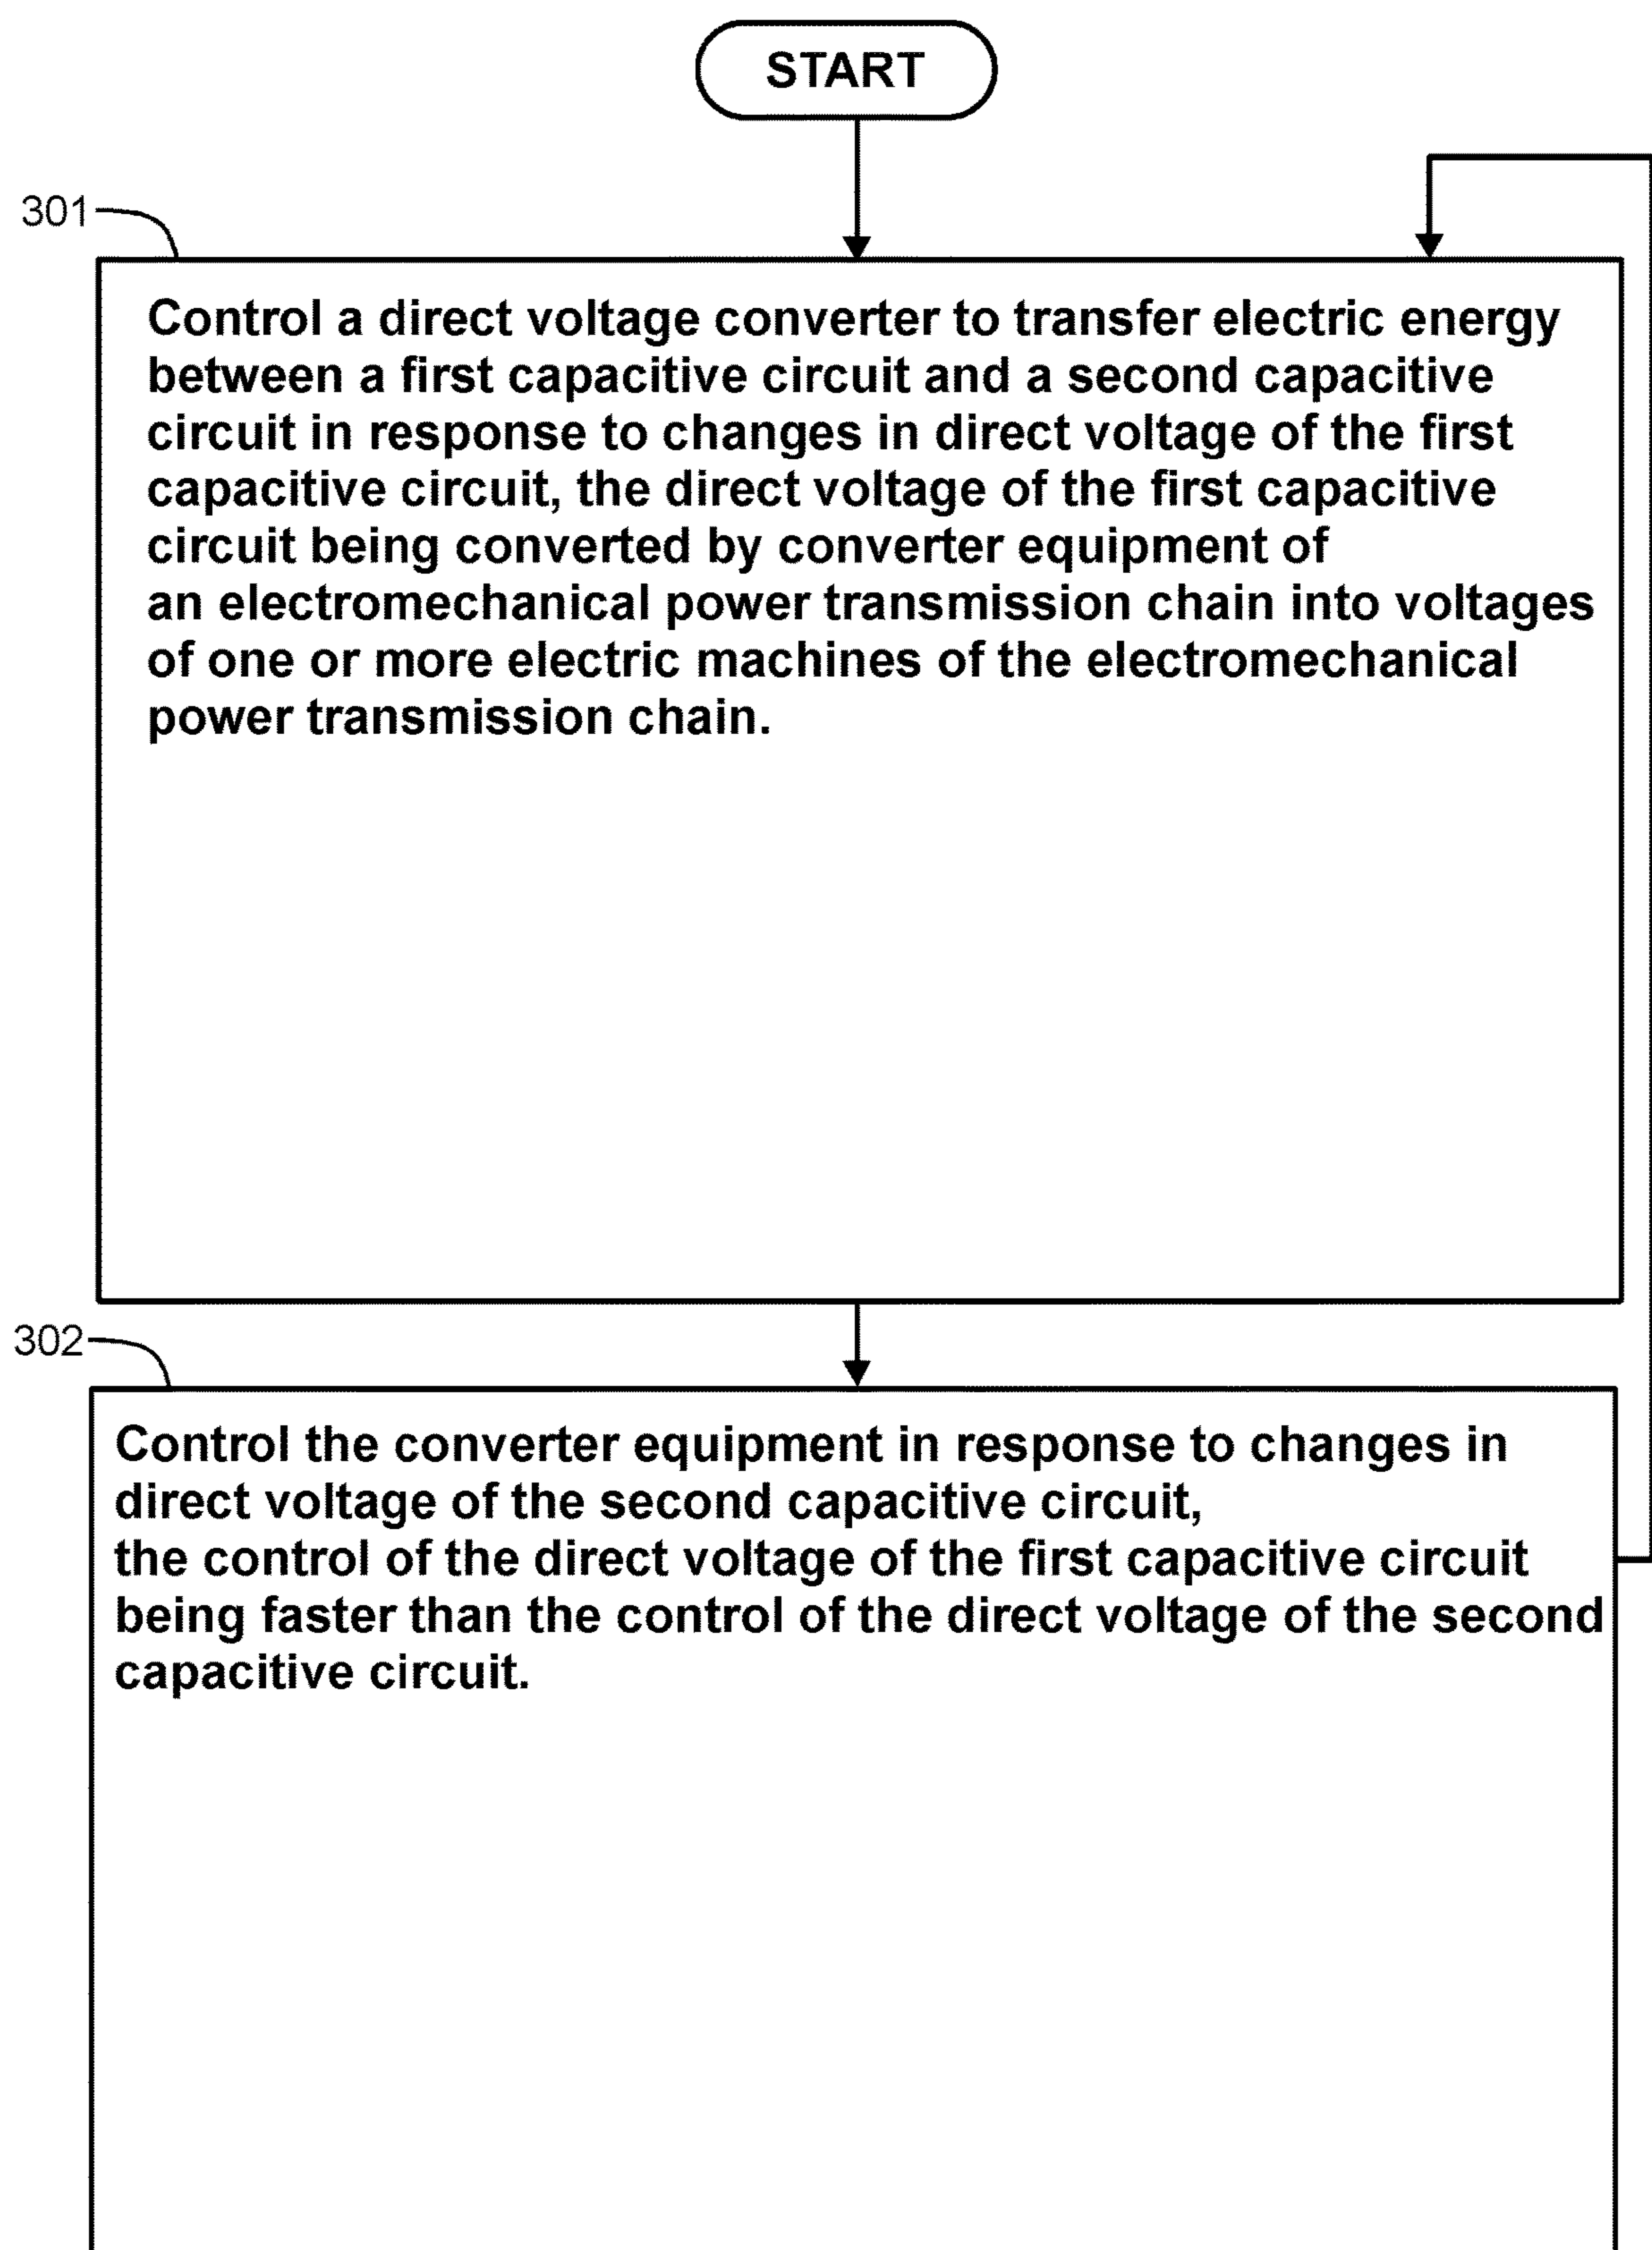 START
301
Control a direct voltage converter to transfer electric energy
between a first capacitive circuit and a second capacitive
circuit in response to changes in direct voltage of the first
capacitive circuit, the direct voltage of the first capacitive
circuit being converted by converter equipment of
an electromechanical power transmission chain into voltages
of one or more electric machines of the electromechanical
power transmission chain.
302
Control the converter equipment in response to changes in
direct voltage of the second capacitive circuit,
the control of the direct voltage of the first capacitive circuit
being faster than the control of the direct voltage of the second
capacitive circuit.